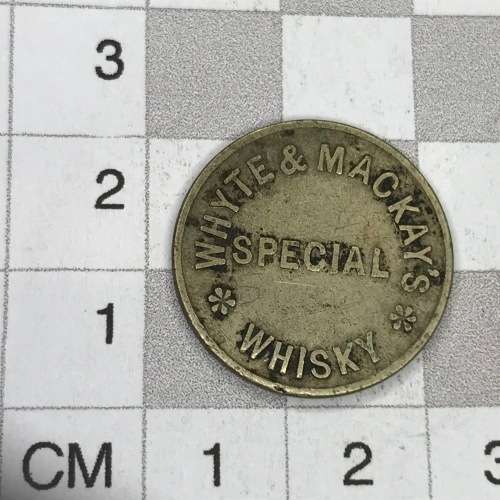 3
2
1
CM 1 2 3
WHYTE & MACKAY'S
SPECIAL
WHISKY